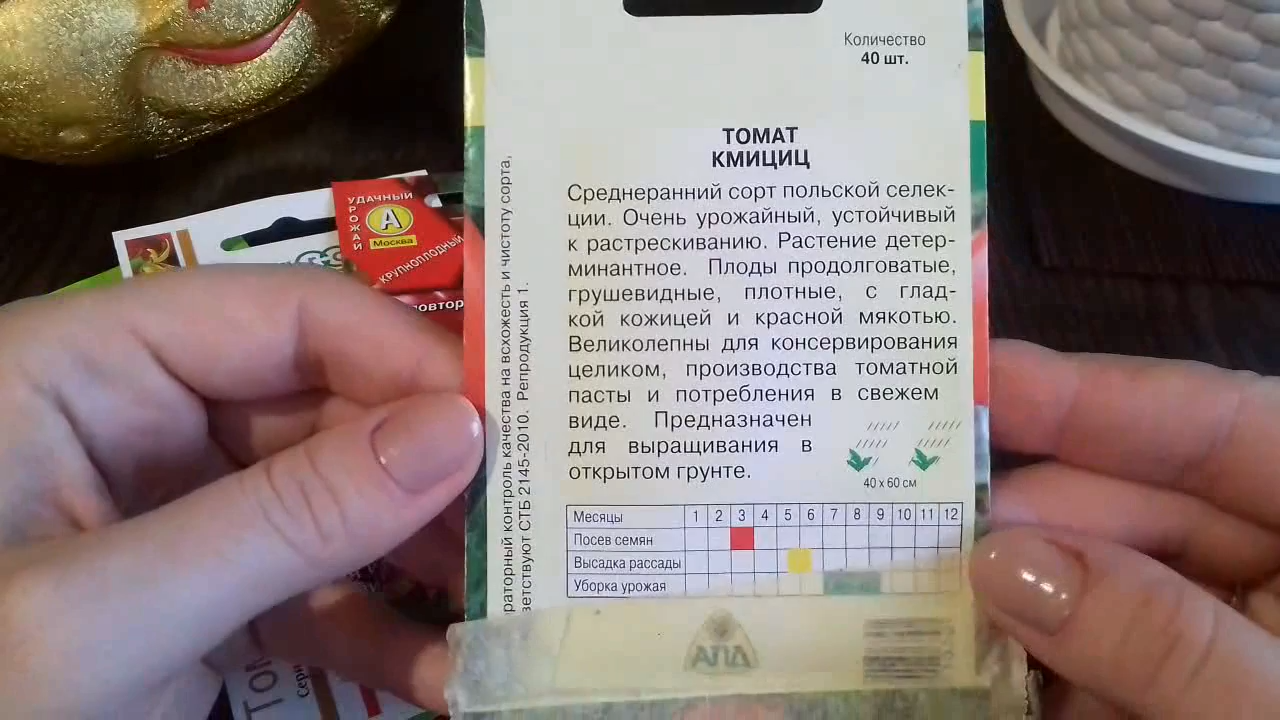 Количество
40 шт.
ТОМАТ
КМИЦИЦ
Среднеранний сорт польской селек-
ции. Очень урожайный, устойчивый
к растрескиванию. Растение детер-
минантное. Плоды продолговатые,
грушевидные, плотные, с глад-
кой кожицей и красной мякотью.
Великолепны для консервирования
целиком, производства томатной
пасты и потребления в свежем
виде. Предназначен
для выращивания в
открытом грунте.
40 х 60 см
Месяцы 1 2 3 4 5 6 7 8 9 10 11 12
Посев семян
Высадка рассады
Уборка урожая
АПД
раторный контроль качества на всхожесть и чистоту сорта,
ветствуют СТБ 2145-2010. Репродукция 1.
УДАЧНЫЙ
УРОЖАЙ
А
Москва
КРУПНОПЛОДНЫЙ
повтор
ТОМ
Сери